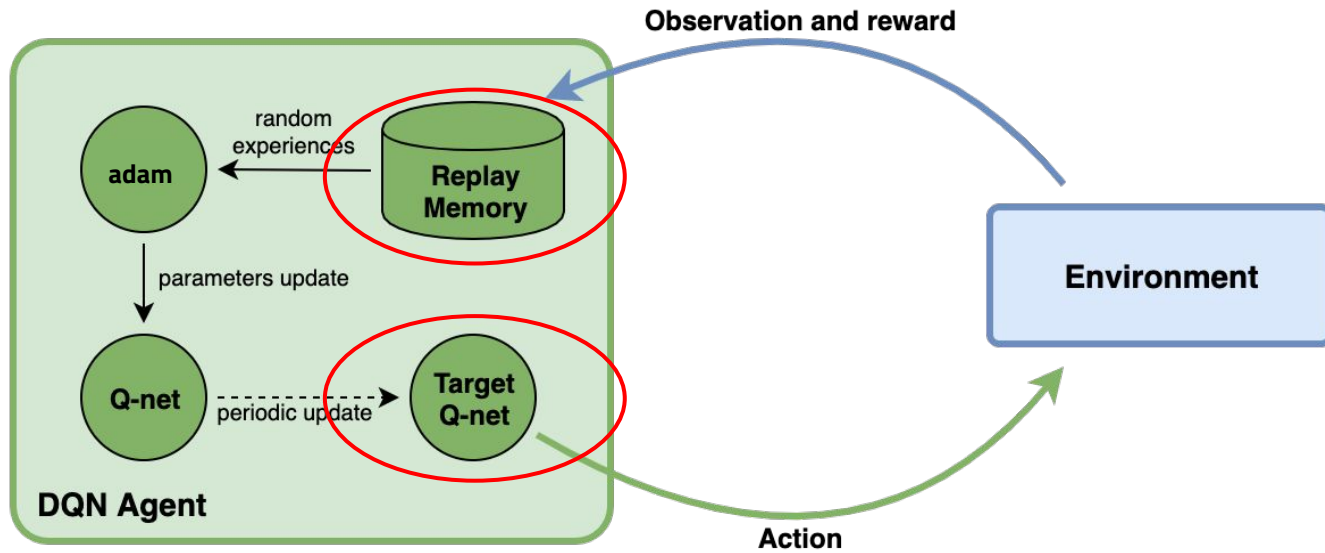 Observation and reward
random
experiences
adam
Replay
Memory
parameters update
Environment
Q-net
periodic update
Target
Q-net
DQN Agent
Action